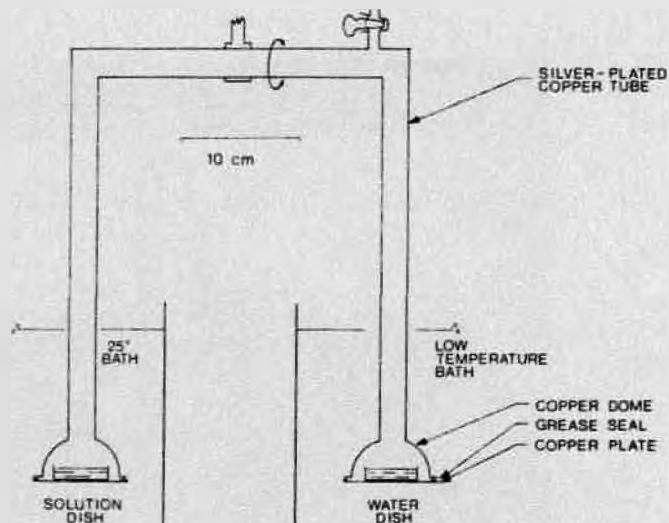 SILVER-PLATED
COPPER TUBE
10 cm
25°
BATH
LOW
TEMPERATURE
BATH
COPPER DOME
GREASE SEAL
COPPER PLATE
SOLUTION
DISH
WATER
DISH